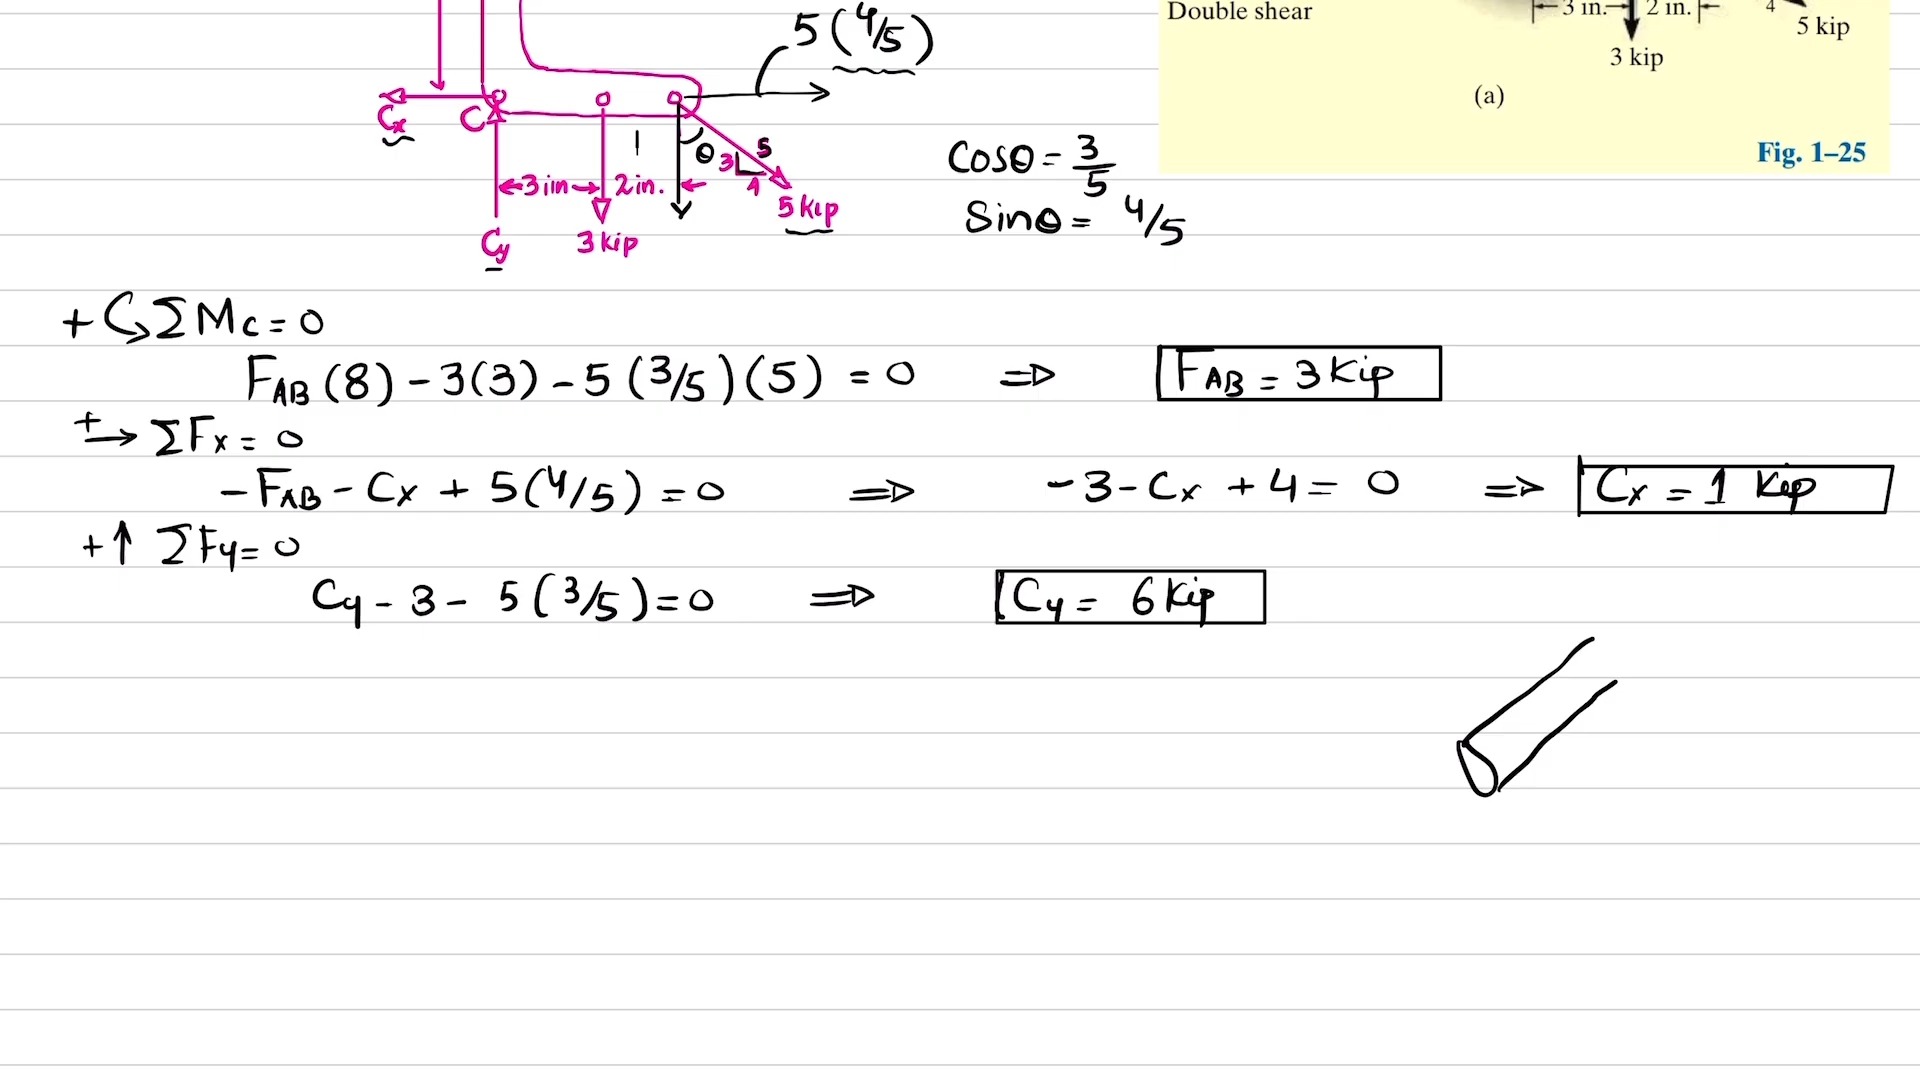 5(4/5)
Double shear
3 in.
2 in.
4
5 kip
3 kip
(a)
Fig. 1–25
Cx
C
θ
3
5
4
3 in
2 in.
5 kip
Cy
3 kip
Cosθ = 3/5
Sinθ = 4/5
+ ΣMC = 0
FAB (8) - 3(3) - 5 (3/5)(5) = 0 ⇒ FAB = 3 Kip
+→ ΣFx = 0
-FAB - Cx + 5(4/5) = 0 ⇒ -3 - Cx + 4 = 0 ⇒ Cx = 1 Kip
+↑ ΣFy = 0
Cy - 3 - 5(3/5) = 0 ⇒ Cy = 6 Kip